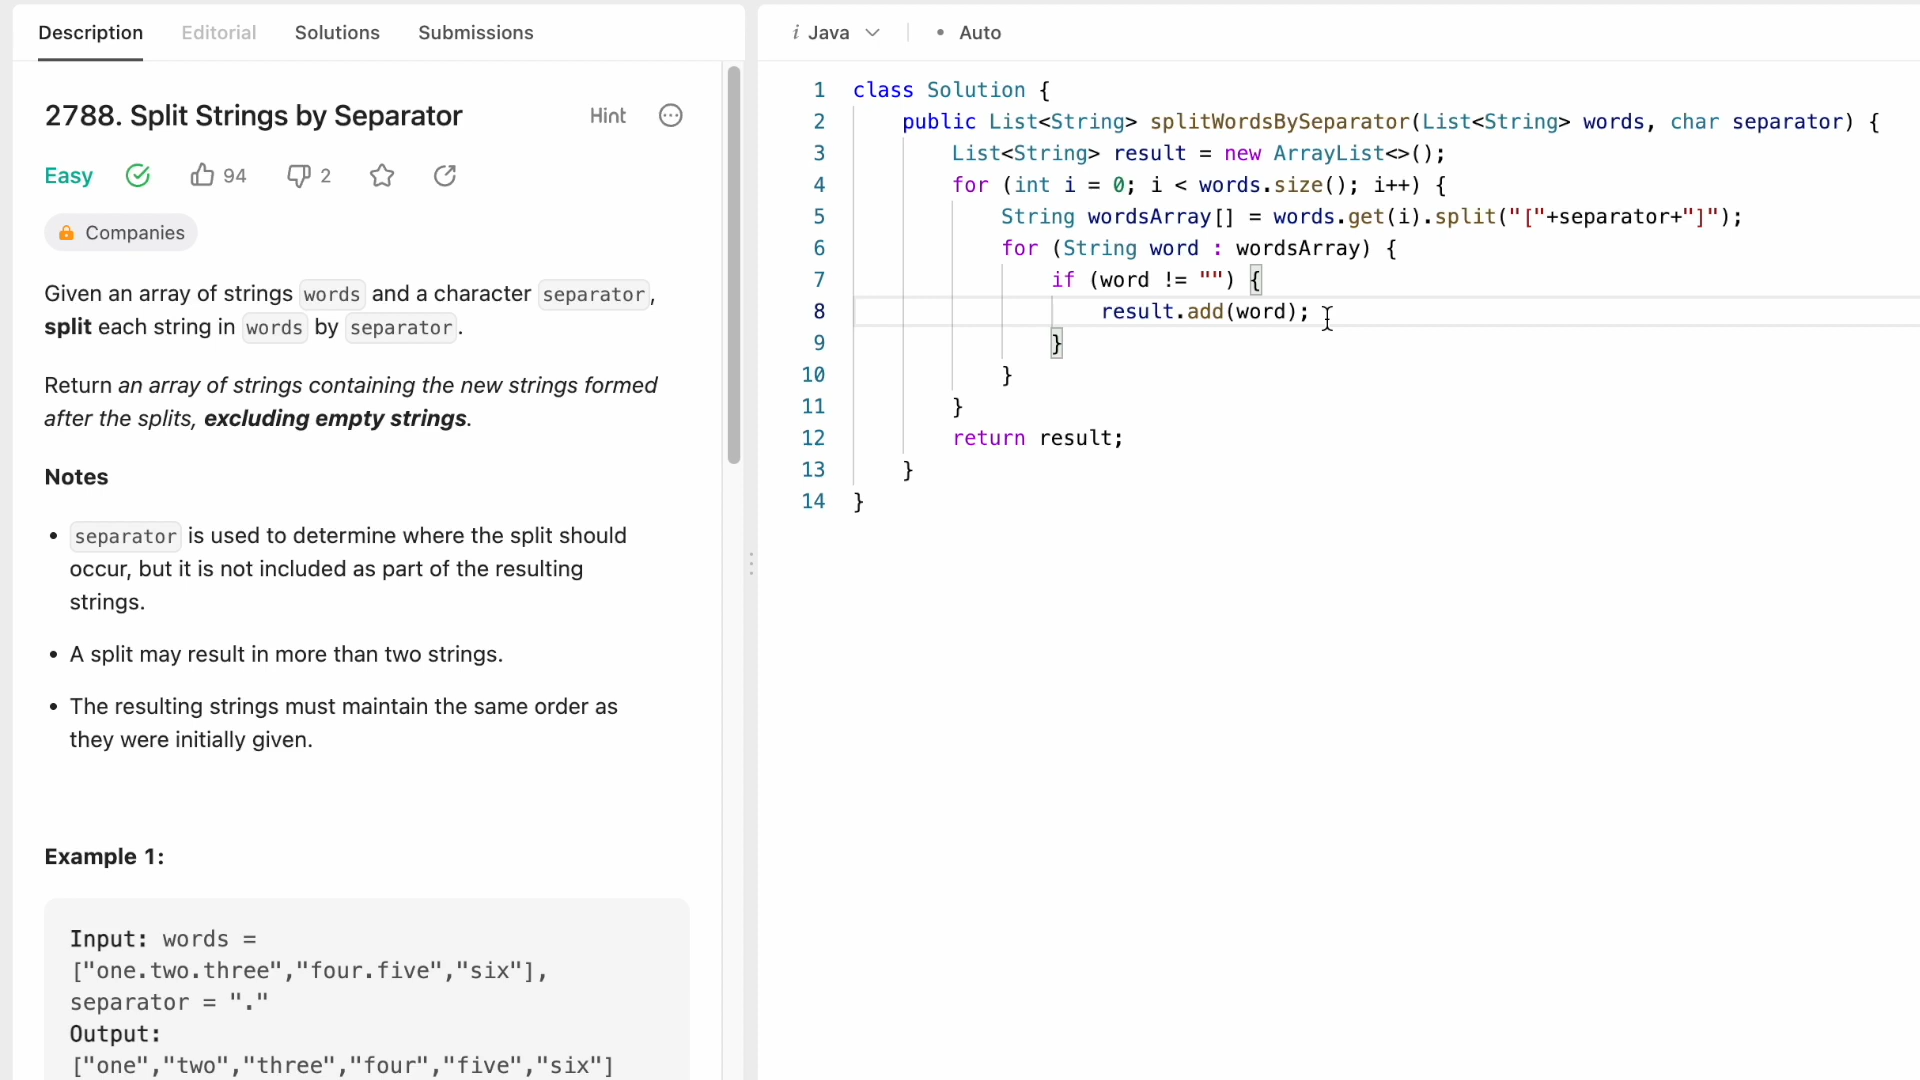 Description Editorial Solutions Submissions
2788. Split Strings by Separator Hint
Easy 94 2
Companies
Given an array of strings words and a character separator,
split each string in words by separator.
Return an array of strings containing the new strings formed
after the splits, excluding empty strings.
Notes
• separator is used to determine where the split should
occur, but it is not included as part of the resulting
strings.
• A split may result in more than two strings.
• The resulting strings must maintain the same order as
they were initially given.
Example 1:
Input: words =
["one.two.three","four.five","six"],
separator = "."
Output:
["one","two","three","four","five","six"]
i Java • Auto
1 class Solution {
2     public List<String> splitWordsBySeparator(List<String> words, char separator) {
3         List<String> result = new ArrayList<>();
4         for (int i = 0; i < words.size(); i++) {
5             String wordsArray[] = words.get(i).split("["+separator+"]");
6             for (String word : wordsArray) {
7                 if (word != "") {
8                     result.add(word);
9                 }
10             }
11         }
12         return result;
13     }
14 }